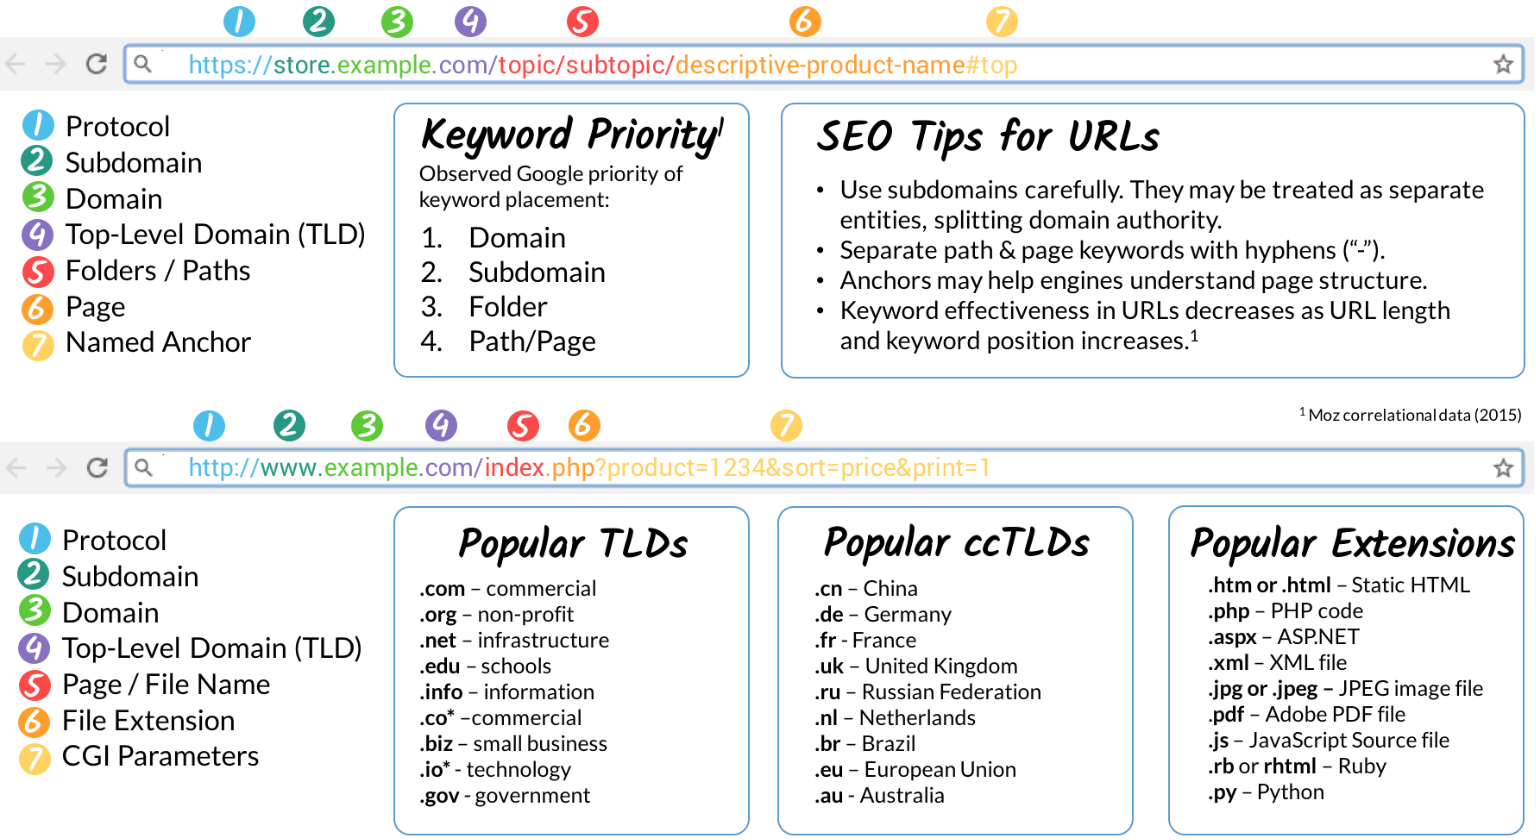 1 2 3 4 5 6 7
https://store.example.com/topic/subtopic/descriptive-product-name#top
1 Protocol
2 Subdomain
3 Domain
4 Top-Level Domain (TLD)
5 Folders / Paths
6 Page
7 Named Anchor
Keyword Priority¹
Observed Google priority of
keyword placement:
1. Domain
2. Subdomain
3. Folder
4. Path/Page
SEO Tips for URLs
• Use subdomains carefully. They may be treated as separate
entities, splitting domain authority.
• Separate path & page keywords with hyphens (“-”).
• Anchors may help engines understand page structure.
• Keyword effectiveness in URLs decreases as URL length
and keyword position increases.¹
¹ Moz correlational data (2015)
1 2 3 4 5 6 7
http://www.example.com/index.php?product=1234&sort=price&print=1
1 Protocol
2 Subdomain
3 Domain
4 Top-Level Domain (TLD)
5 Page / File Name
6 File Extension
7 CGI Parameters
Popular TLDs
.com – commercial
.org – non-profit
.net – infrastructure
.edu – schools
.info – information
.co* –commercial
.biz – small business
.io* - technology
.gov - government
Popular ccTLDs
.cn – China
.de – Germany
.fr - France
.uk – United Kingdom
.ru – Russian Federation
.nl – Netherlands
.br – Brazil
.eu – European Union
.au - Australia
Popular Extensions
.htm or .html – Static HTML
.php – PHP code
.aspx – ASP.NET
.xml – XML file
.jpg or .jpeg – JPEG image file
.pdf – Adobe PDF file
.js – JavaScript Source file
.rb or rhtml – Ruby
.py – Python